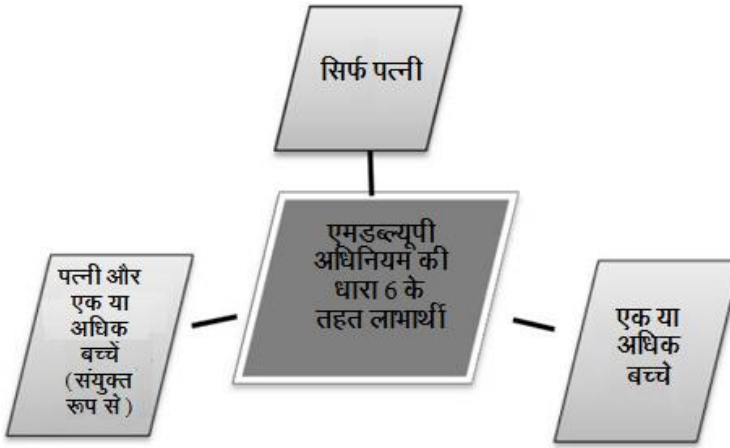 सिर्फ पत्नी
एमडब्ल्यूपी
अधिनियम की
धारा 6 के
तहत लाभार्थी
पत्नी और
एक या
अधिक
बच्चें
(संयुक्त
रूप से )
एक या
अधिक
बच्चे